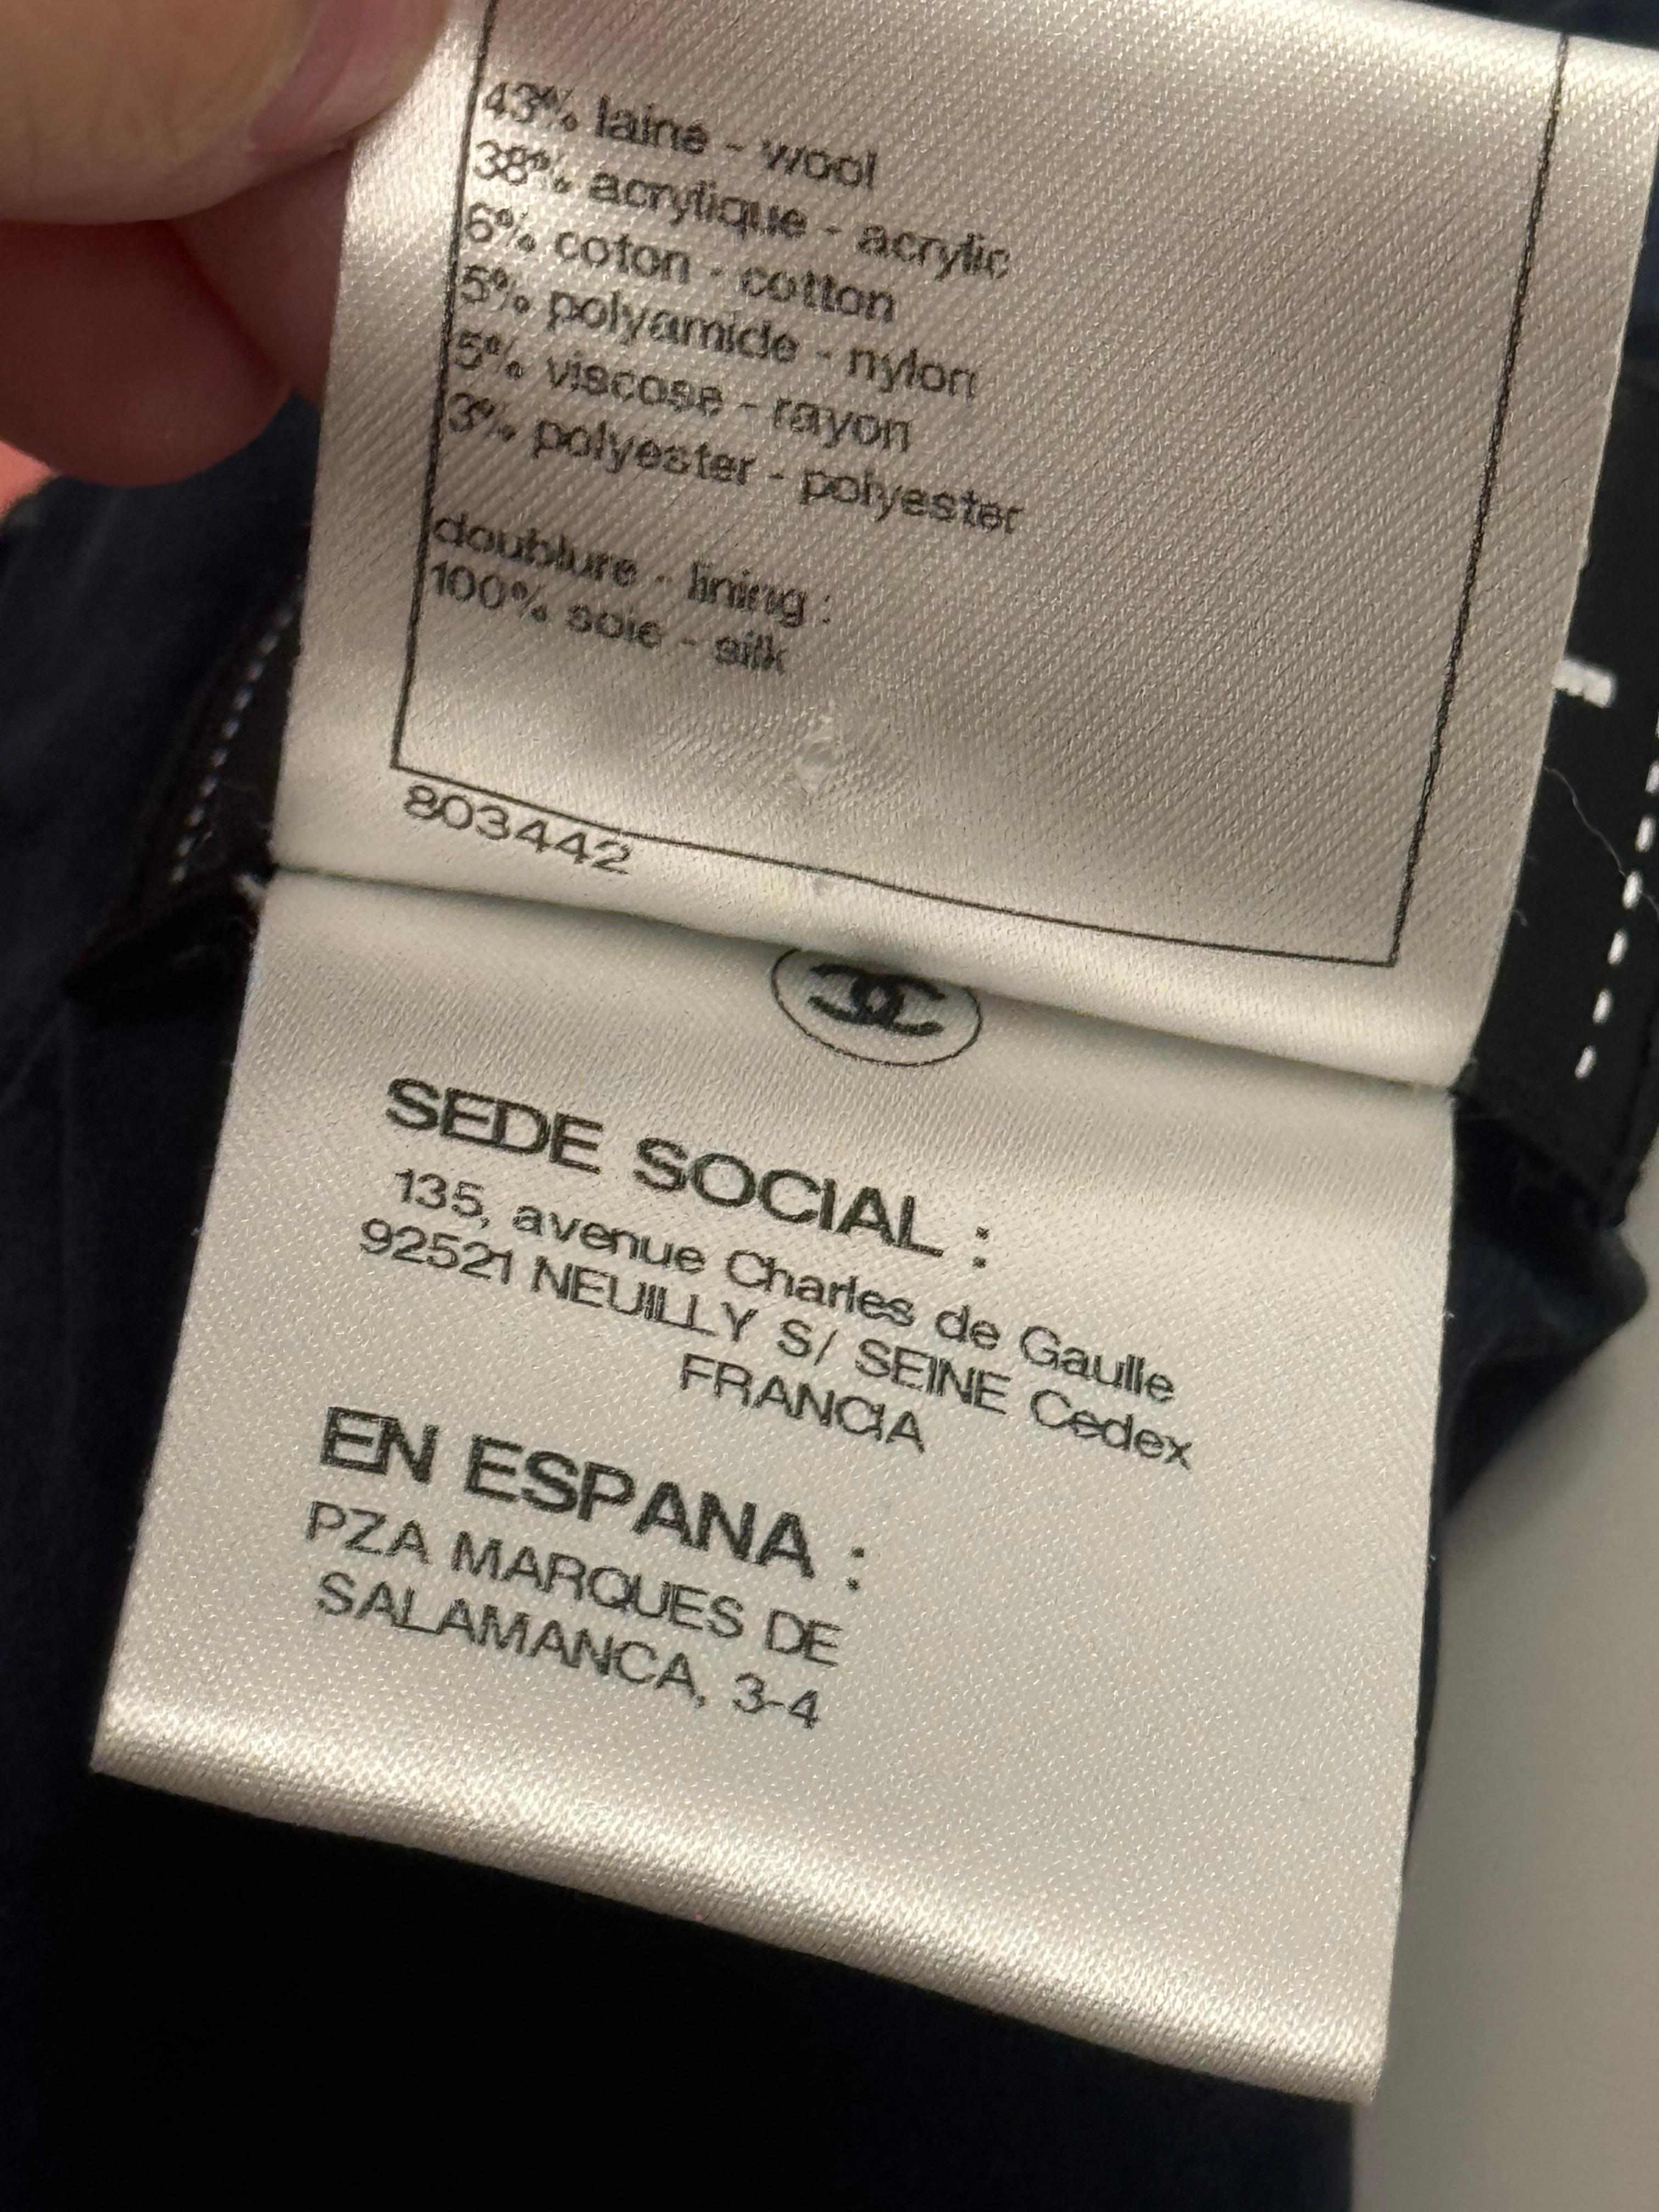 43% laine - wool
38% acrylique - acrylic
6% coton - cotton
5% polyamide - nylon
5% viscose - rayon
3% polyester - polyester
doublure - lining :
100% soie - silk
803442
SEDE SOCIAL :
135, avenue Charles de Gaulle
92521 NEUILLY S/ SEINE Cedex
FRANCIA
EN ESPANA :
PZA MARQUES DE
SALAMANCA, 3-4